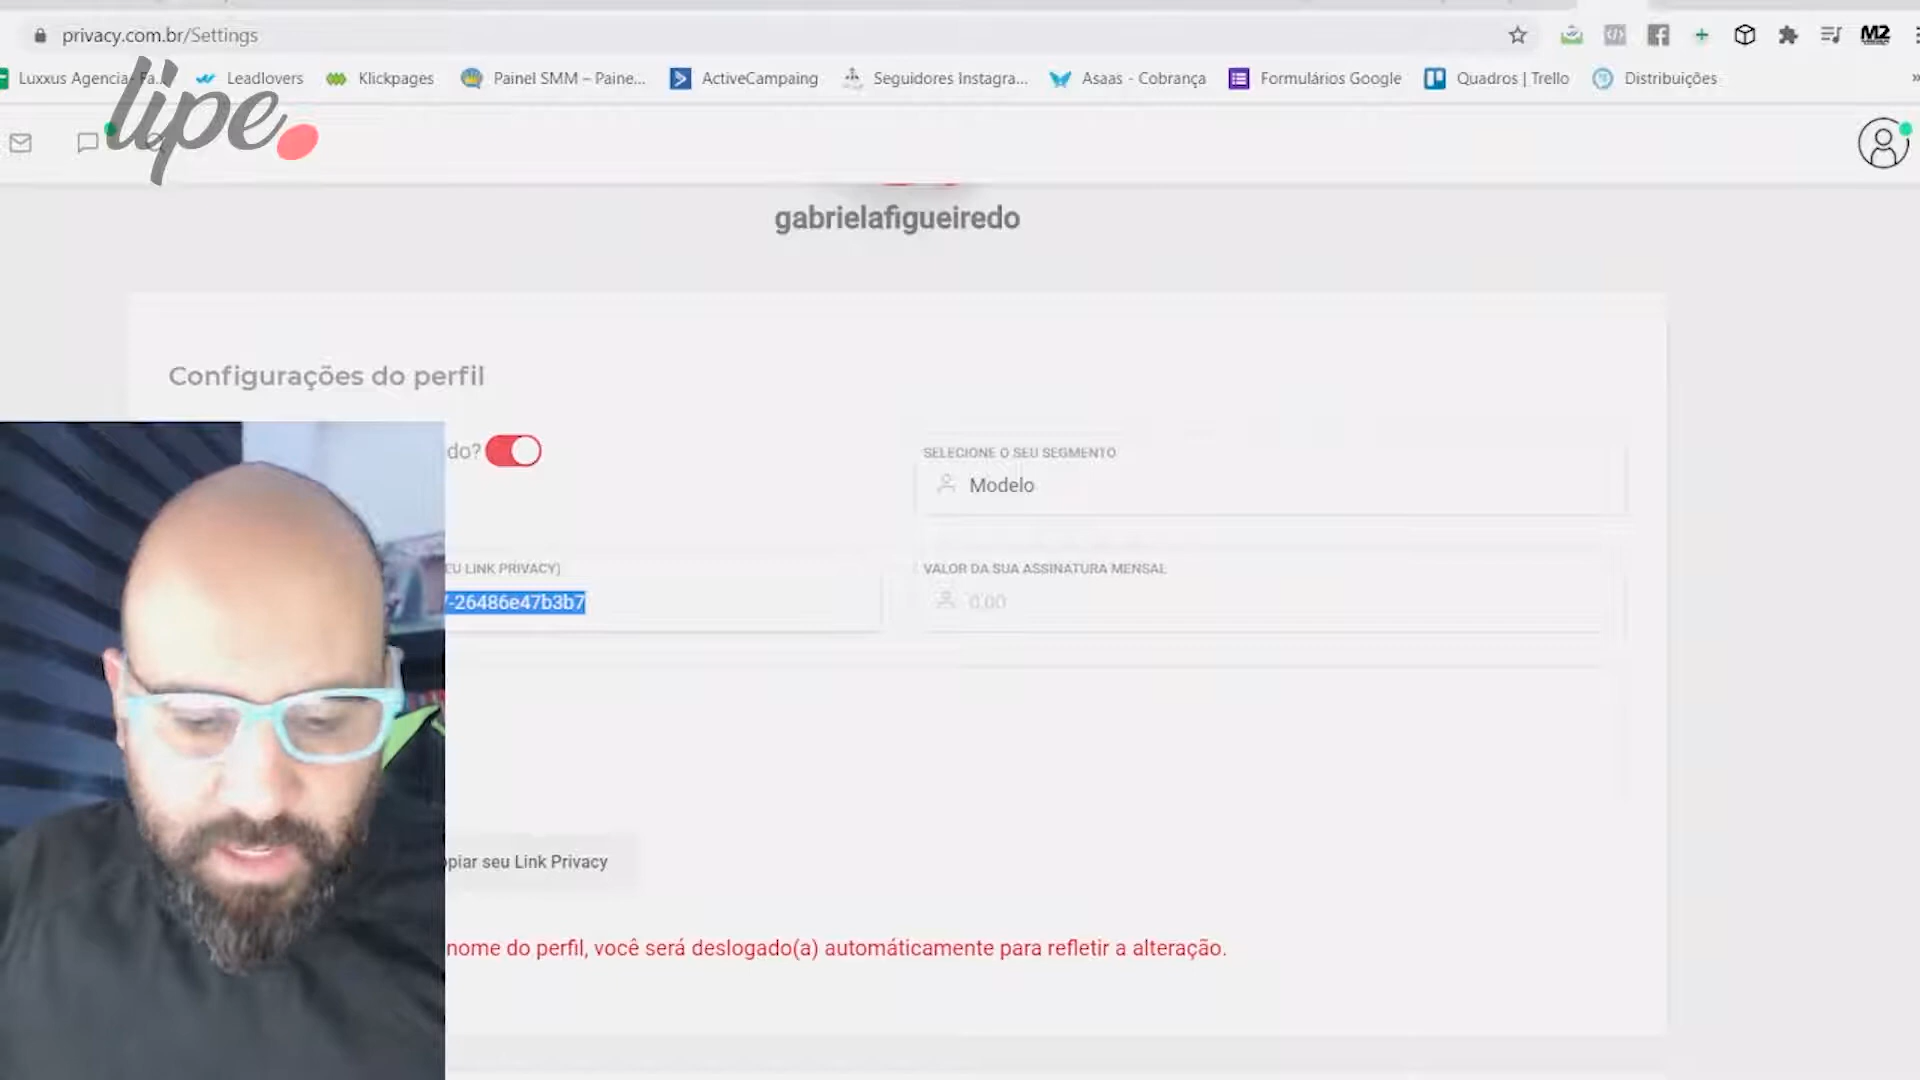 privacy.com.br/Settings
Luxxus Agencia- Fa...
Leadlovers
Klickpages
Painel SMM – Paine...
ActiveCampaing
Seguidores Instagra...
Asaas - Cobrança
Formulários Google
Quadros | Trello
Distribuições
»
M2
lipe.
gabrielafigueiredo
Configurações do perfil
do?
SELECIONE O SEU SEGMENTO
Modelo
EU LINK PRIVACY)
VALOR DA SUA ASSINATURA MENSAL
-26486e47b3b7
0.00
piar seu Link Privacy
nome do perfil, você será deslogado(a) automáticamente para refletir a alteração.